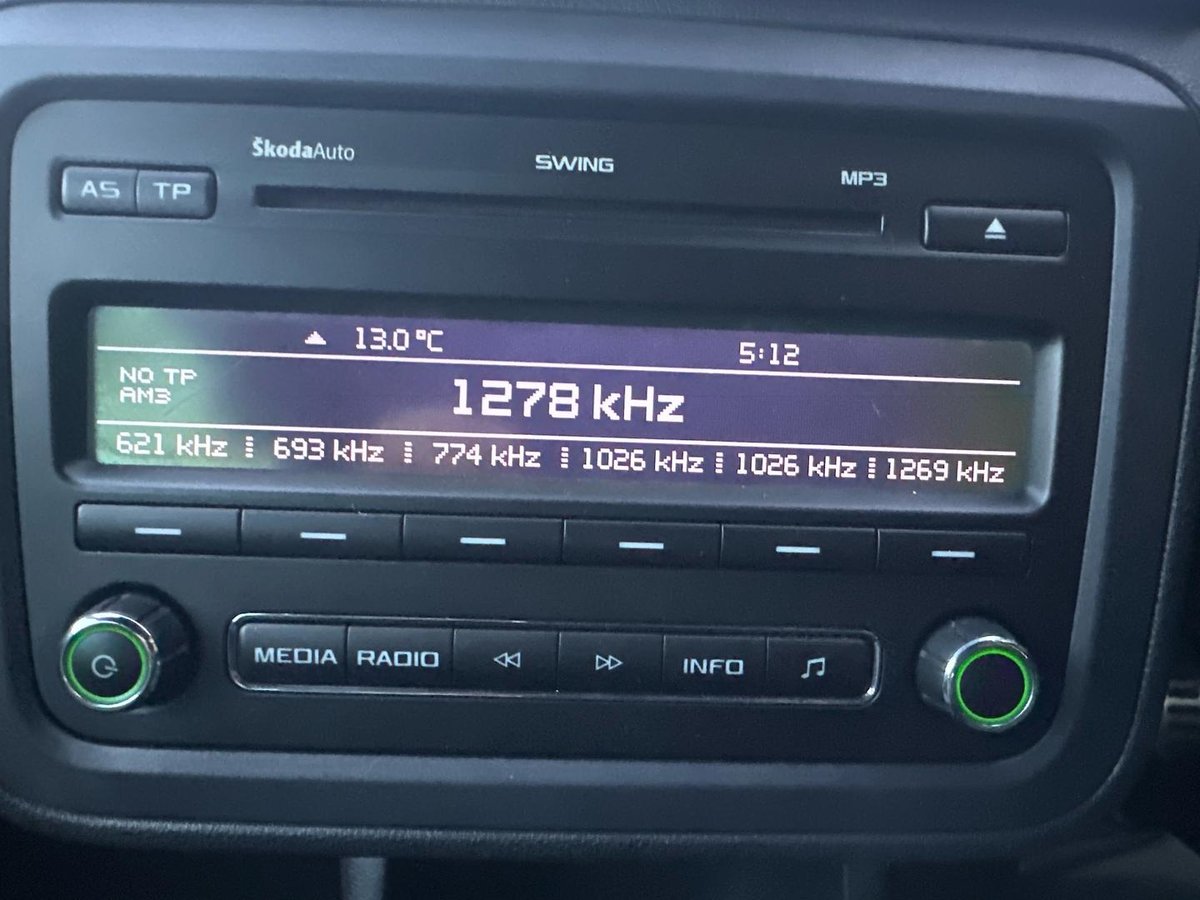 ŠkodaAuto SWING MP3
AS TP
13.0 °C 5:12
NO TP
AM3
1278 kHz
621 kHz 693 kHz 774 kHz 1026 kHz 1026 kHz 1269 kHz
MEDIA RADIO INFO